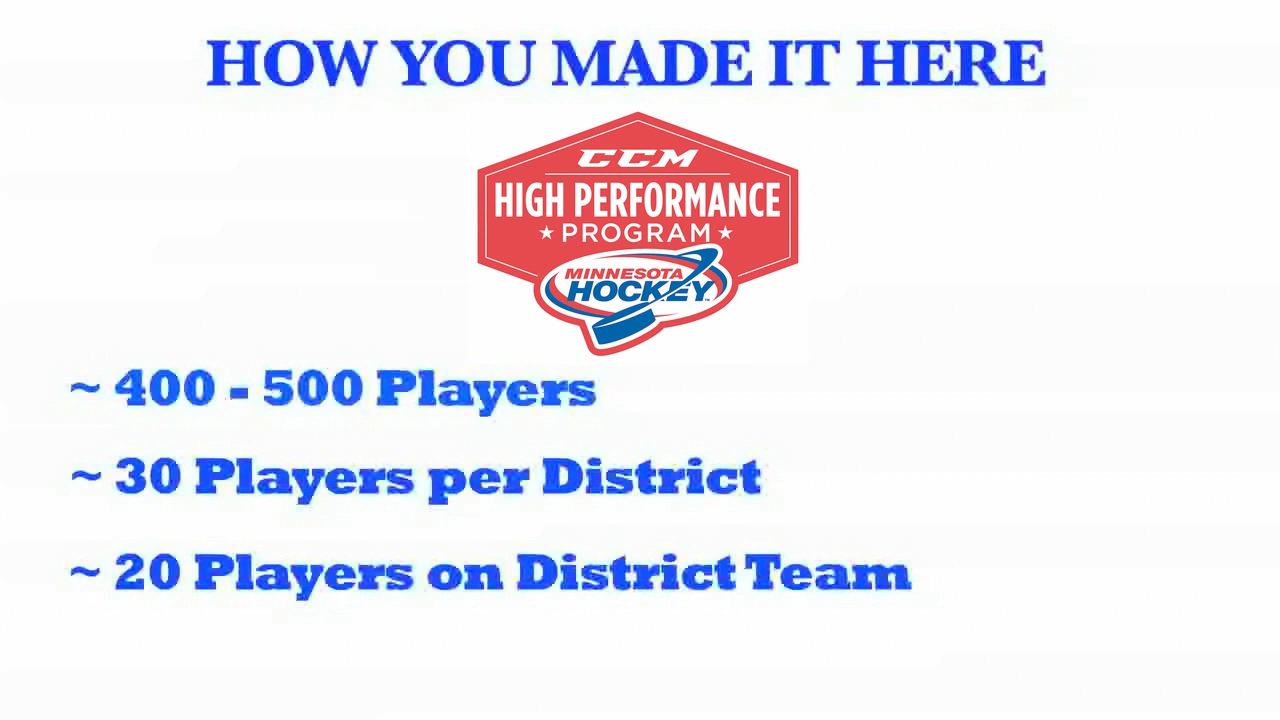 HOW YOU MADE IT HERE
CCM
HIGH PERFORMANCE
★ PROGRAM ★
MINNESOTA
HOCKEY
~ 400 - 500 Players
~ 30 Players per District
~ 20 Players on District Team